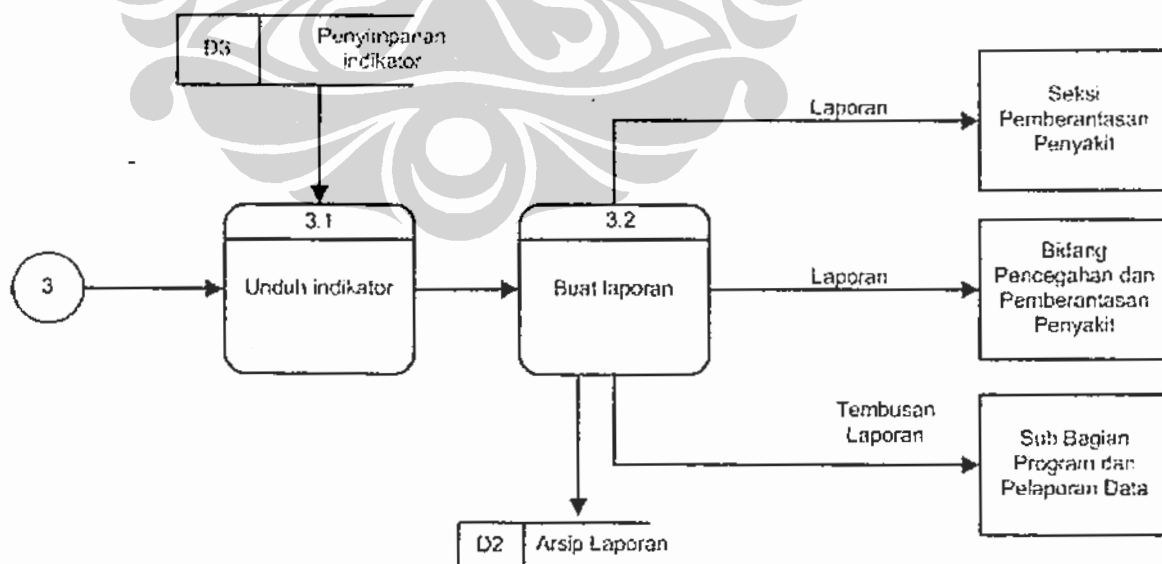 D3
Penyimpanan
indikator
Laporan
Seksi
Pemberantasan
Penyakit
3.1
3.2
3
Unduh indikator
Buat laporan
Laporan
Bidang
Pencegahan dan
Pemberantasan
Penyakit
Tembusan
Laporan
Sub Bagian
Program dan
Pelaporan Data
D2
Arsip Laporan